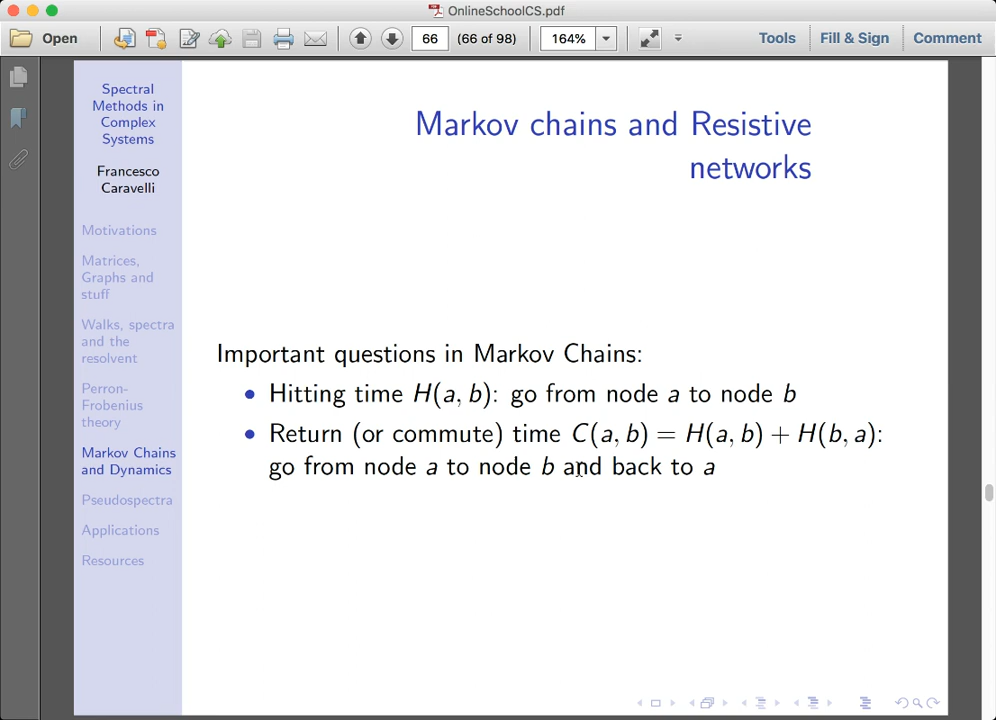 OnlineSchoolCS.pdf
Open
66
(66 of 98)
164%
Tools
Fill & Sign
Comment
Spectral
Methods in
Complex
Systems
Francesco
Caravelli
Motivations
Matrices,
Graphs and
stuff
Walks, spectra
and the
resolvent
Perron-
Frobenius
theory
Markov Chains
and Dynamics
Pseudospectra
Applications
Resources
Markov chains and Resistive
networks
Important questions in Markov Chains:
• Hitting time H(a, b): go from node a to node b
• Return (or commute) time C(a, b) = H(a, b) + H(b, a):
go from node a to node b and back to a